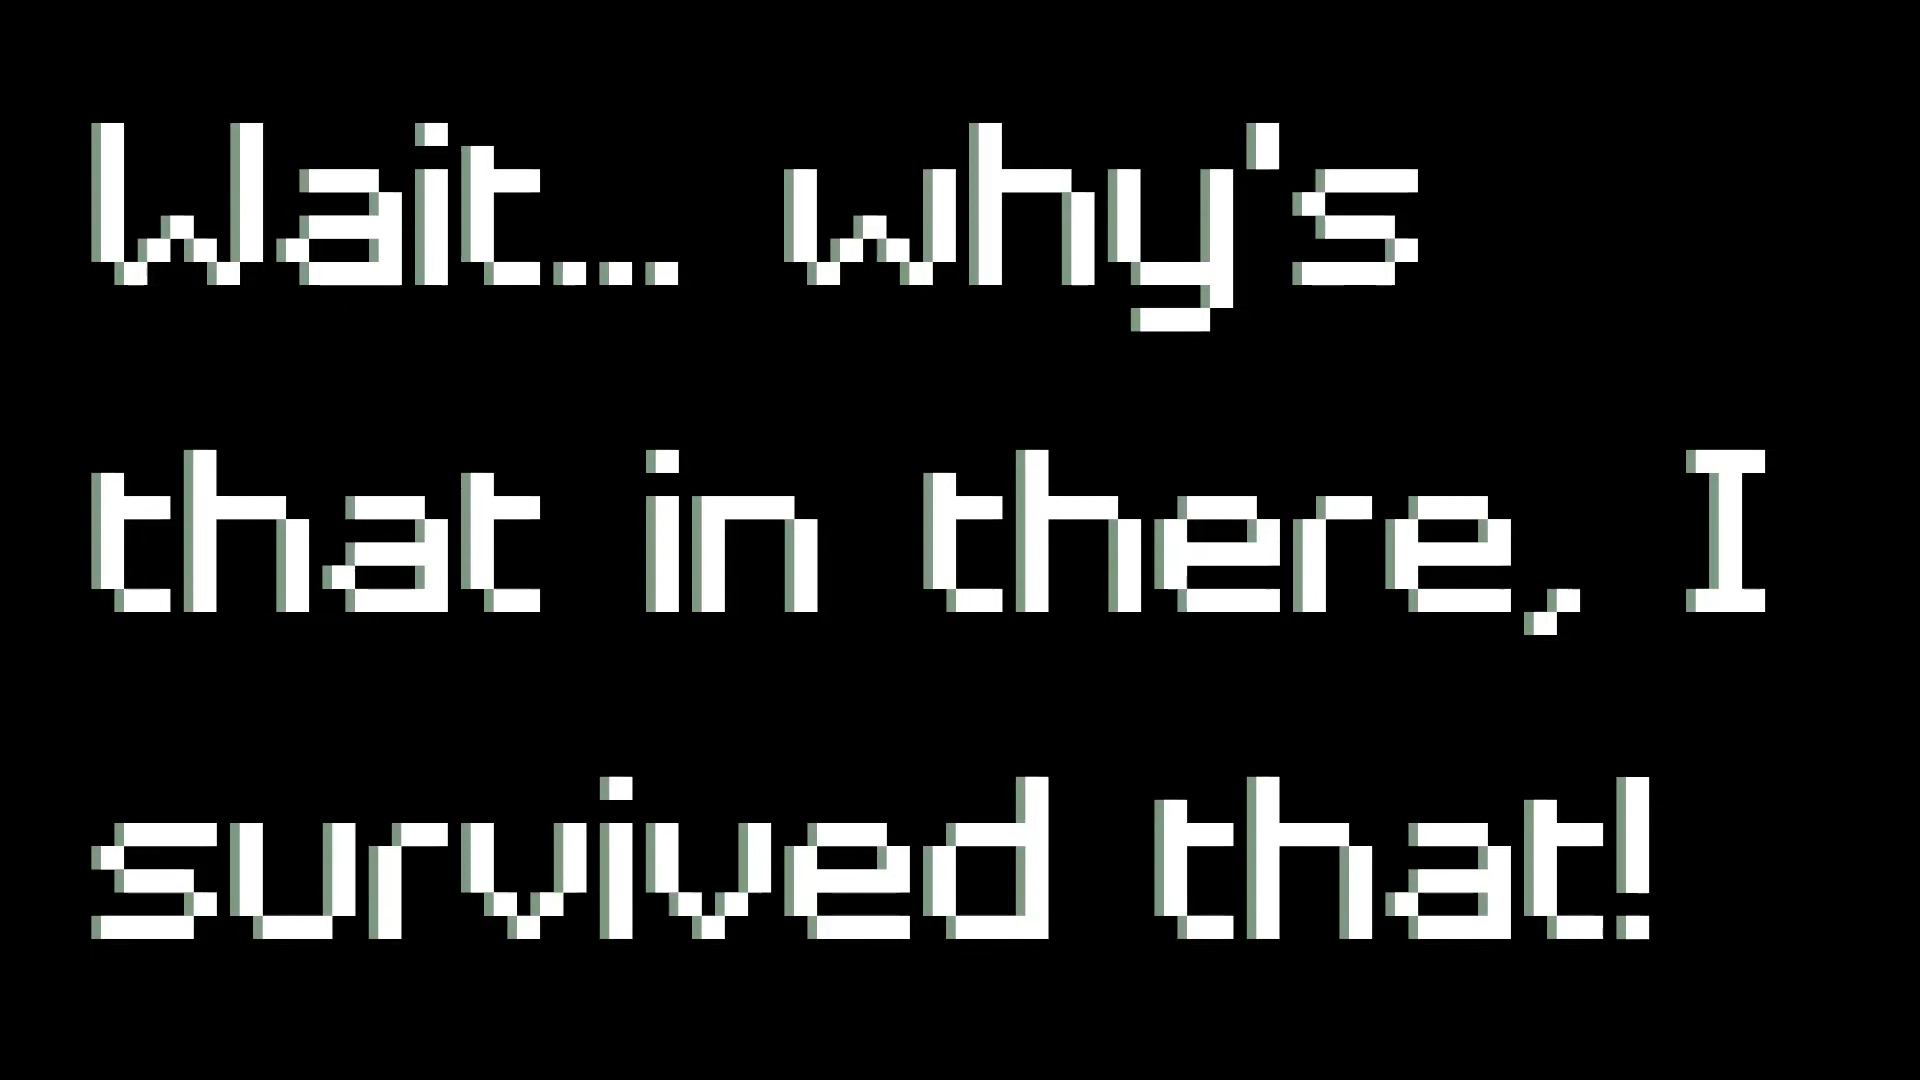 Wait... why's
that in there, I
survived that!